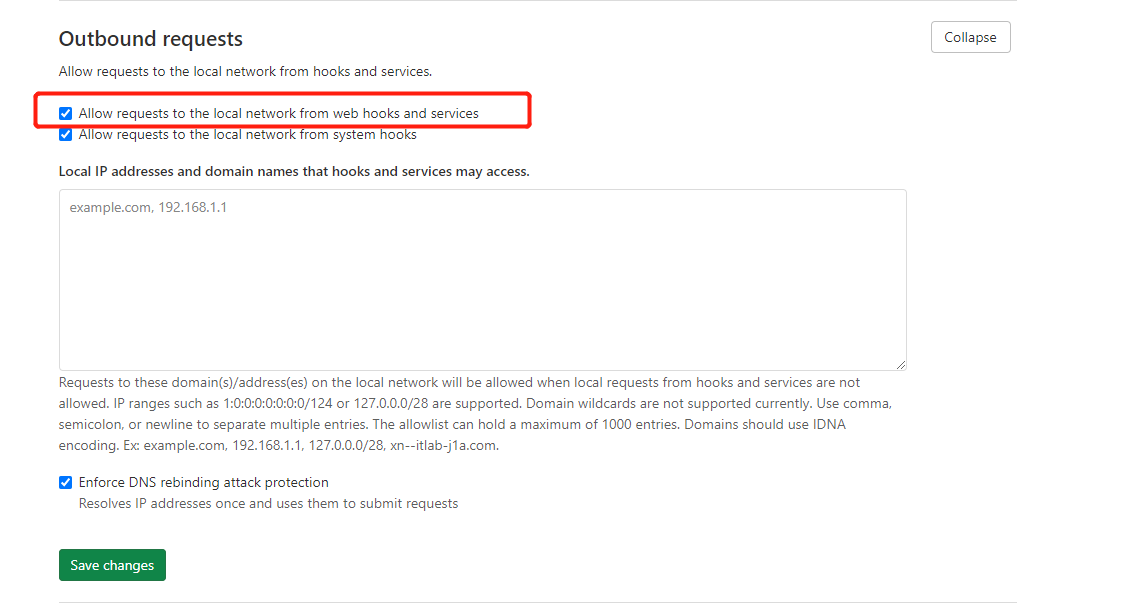 Outbound requests
Collapse
Allow requests to the local network from hooks and services.
Allow requests to the local network from web hooks and services
Allow requests to the local network from system hooks
Local IP addresses and domain names that hooks and services may access.
example.com, 192.168.1.1
Requests to these domain(s)/address(es) on the local network will be allowed when local requests from hooks and services are not
allowed. IP ranges such as 1:0:0:0:0:0:0:0/124 or 127.0.0.0/28 are supported. Domain wildcards are not supported currently. Use comma,
semicolon, or newline to separate multiple entries. The allowlist can hold a maximum of 1000 entries. Domains should use IDNA
encoding. Ex: example.com, 192.168.1.1, 127.0.0.0/28, xn--itlab-j1a.com.
Enforce DNS rebinding attack protection
Resolves IP addresses once and uses them to submit requests
Save changes